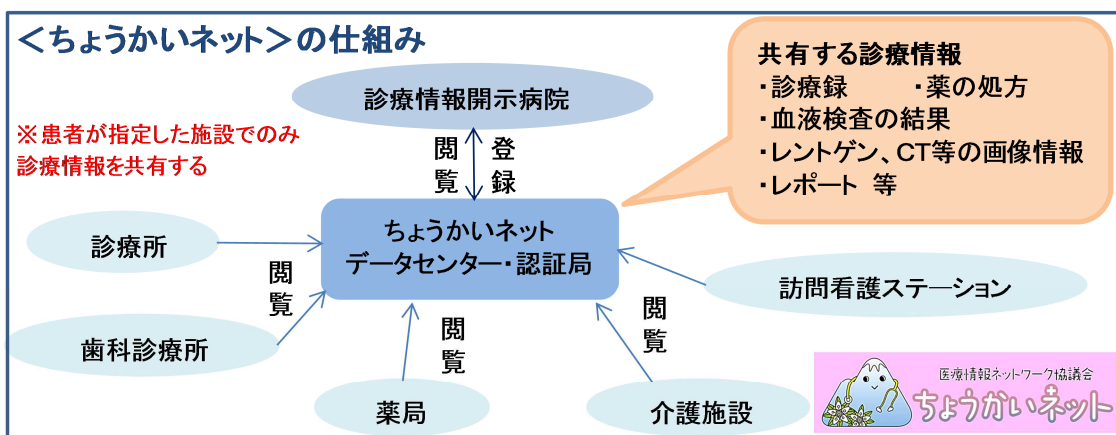 ＜ちょうかいネット＞の仕組み
共有する診療情報
・診療録　　・薬の処方
・血液検査の結果
・レントゲン、CT等の画像情報
・レポート　等
診療情報開示病院
※患者が指定した施設でのみ
診療情報を共有する
閲覧
登録
ちょうかいネット
データセンター・認証局
診療所
閲覧
歯科診療所
閲覧
薬局
閲覧
介護施設
訪問看護ステーション
医療情報ネットワーク協議会
ちょうかいネット